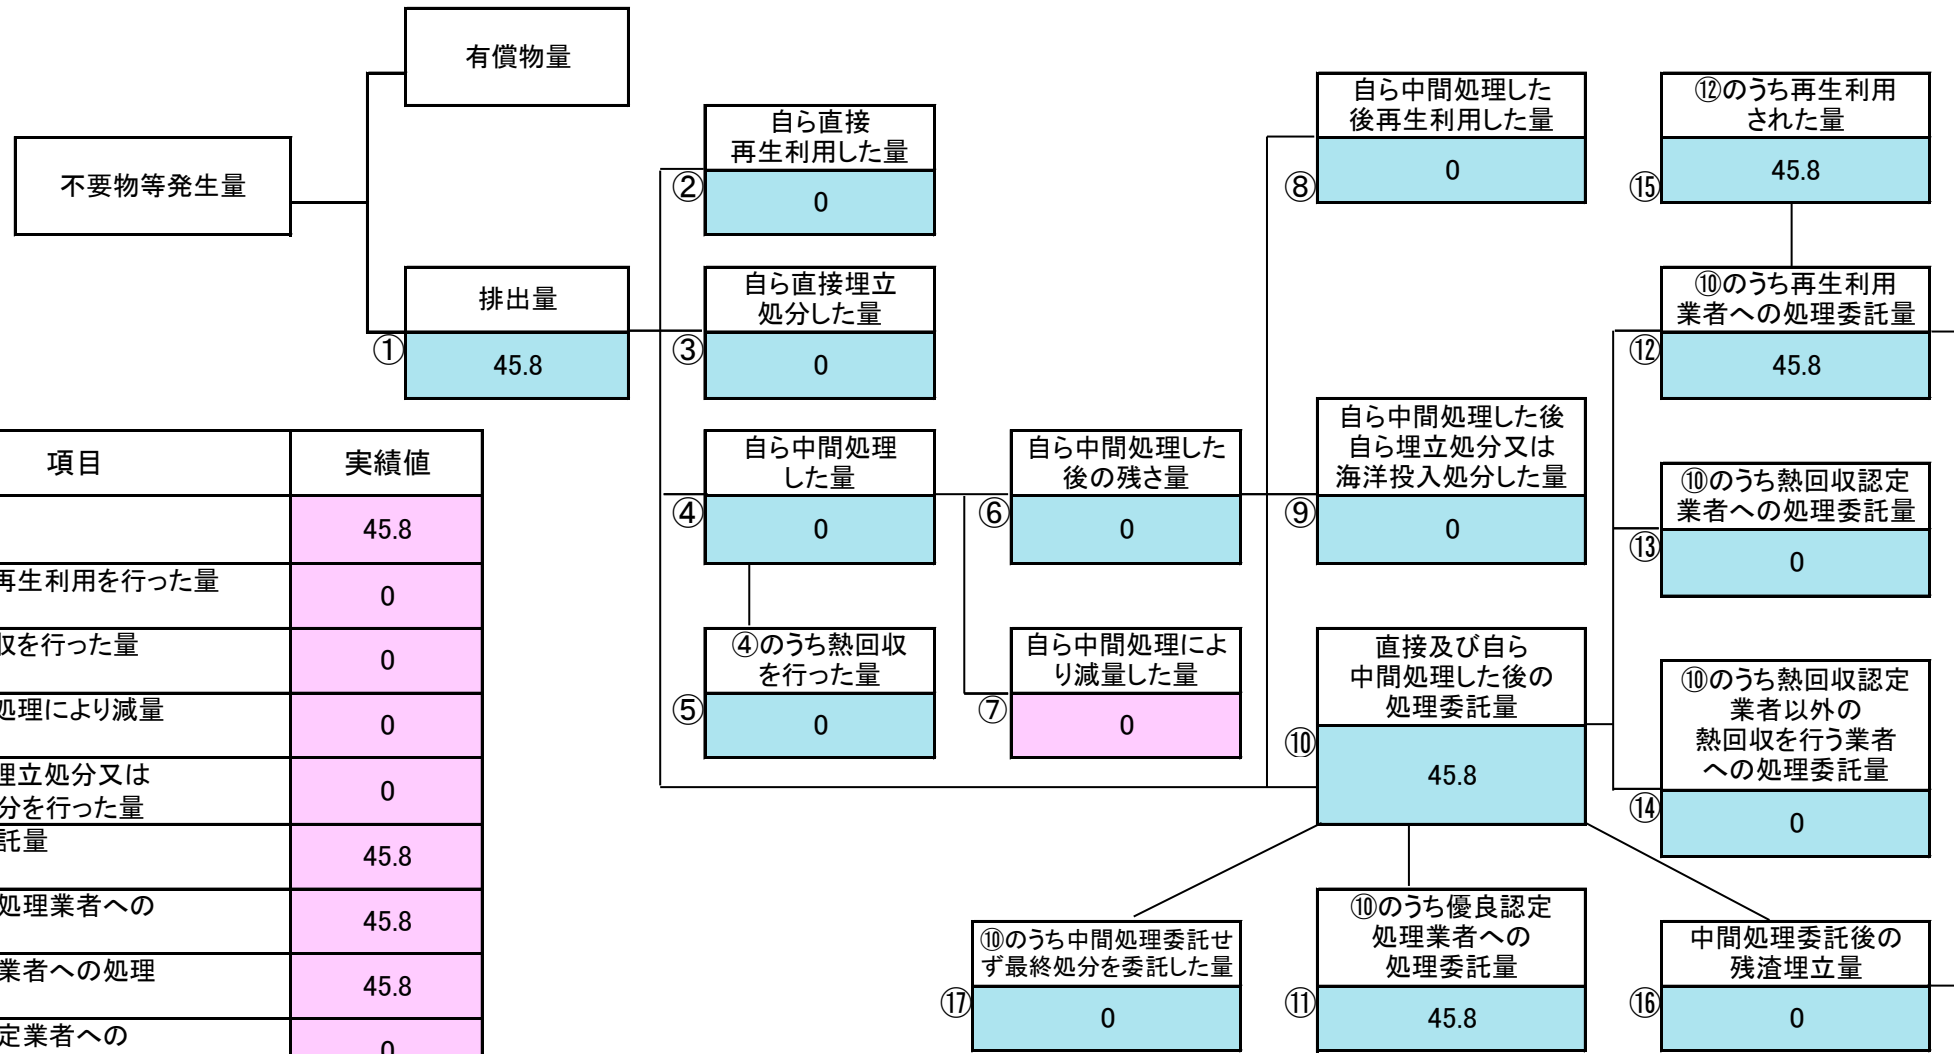 有償物量
不要物等発生量
排出量
①
45.8
自ら直接
再生利用した量
②
0
自ら直接埋立
処分した量
③
0
自ら中間処理
した量
④
0
④のうち熱回収
を行った量
⑤
0
自ら中間処理した
後の残さ量
⑥
0
自ら中間処理によ
り減量した量
⑦
0
自ら中間処理した
後再生利用した量
⑧
0
自ら中間処理した後
自ら埋立処分又は
海洋投入処分した量
⑨
0
直接及び自ら
中間処理した後の
処理委託量
⑩
45.8
⑫のうち再生利用
された量
⑮
45.8
⑩のうち再生利用
業者への処理委託量
⑫
45.8
⑩のうち熱回収認定
業者への処理委託量
⑬
0
⑩のうち熱回収認定
業者以外の
熱回収を行う業者
への処理委託量
⑭
0
⑩のうち中間処理委託せ
ず最終処分を委託した量
⑰
0
⑩のうち優良認定
処理業者への
処理委託量
⑪
45.8
中間処理委託後の
残渣埋立量
⑯
0
項目 実績値
45.8
再生利用を行った量 0
収を行った量 0
処理により減量 0
埋立処分又は
分を行った量 0
託量 45.8
処理業者への 45.8
業者への処理 45.8
定業者への 0